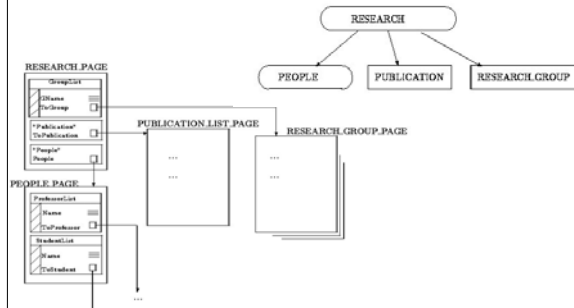 RESEARCH
PEOPLE
PUBLICATION
RESEARCH_GROUP
RESEARCH_PAGE
GroupList
GName
ToGroup
"Publication"
ToPublication
"People"
People
PUBLICATION_LIST_PAGE
...
...
RESEARCH_GROUP_PAGE
...
...
PEOPLE_PAGE
ProfessorList
Name
ToProfessor
StudentList
Name
ToStudent
...